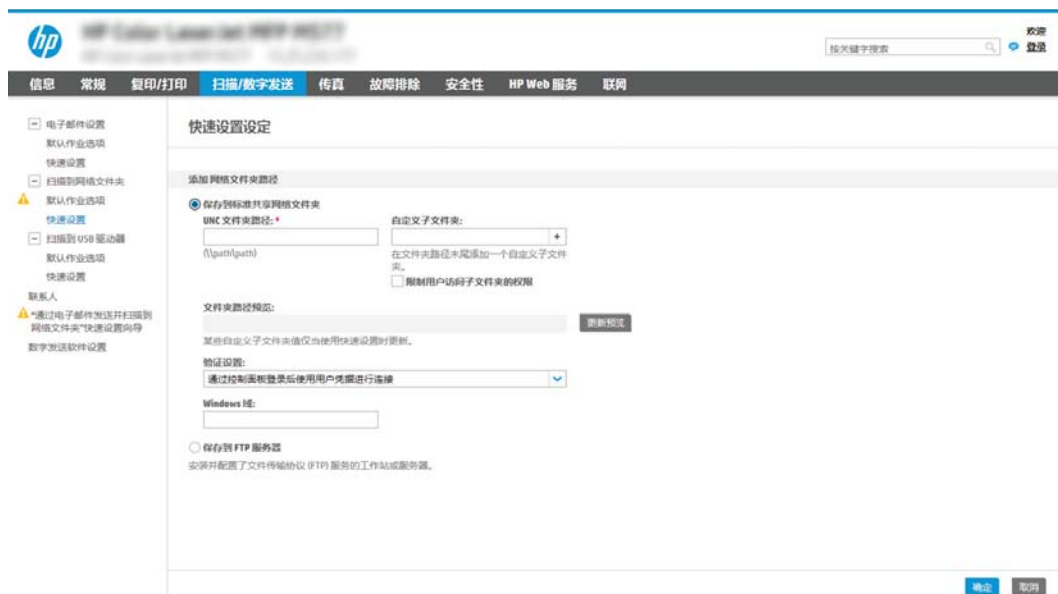 hp
欢迎
按关键字搜索
登录
信息 常规 复印/打印 扫描/数字发送 传真 故障排除 安全性 HP Web 服务 联网
电子邮件设置
默认作业选项
快速设置
扫描到网络文件夹
默认作业选项
快速设置
扫描到 USB 驱动器
默认作业选项
快速设置
联系人
“通过电子邮件发送并扫描到
网络文件夹”快速设置向导
数字发送软件设置
快速设置设定
添加网络文件夹路径
保存到标准共享网络文件夹
UNC 文件夹路径:*
自定义子文件夹:
(\\path\path)
在文件夹路径末尾添加一个自定义子文件
夹。
限制用户访问子文件夹的权限
文件夹路径预览:
更新预览
某些自定义子文件夹值仅当使用快速设置时更新。
验证设置:
通过控制面板登录后使用用户凭据进行连接
Windows 域:
保存到 FTP 服务器
安装并配置了文件传输协议 (FTP) 服务的工作站或服务器。
确定 取消